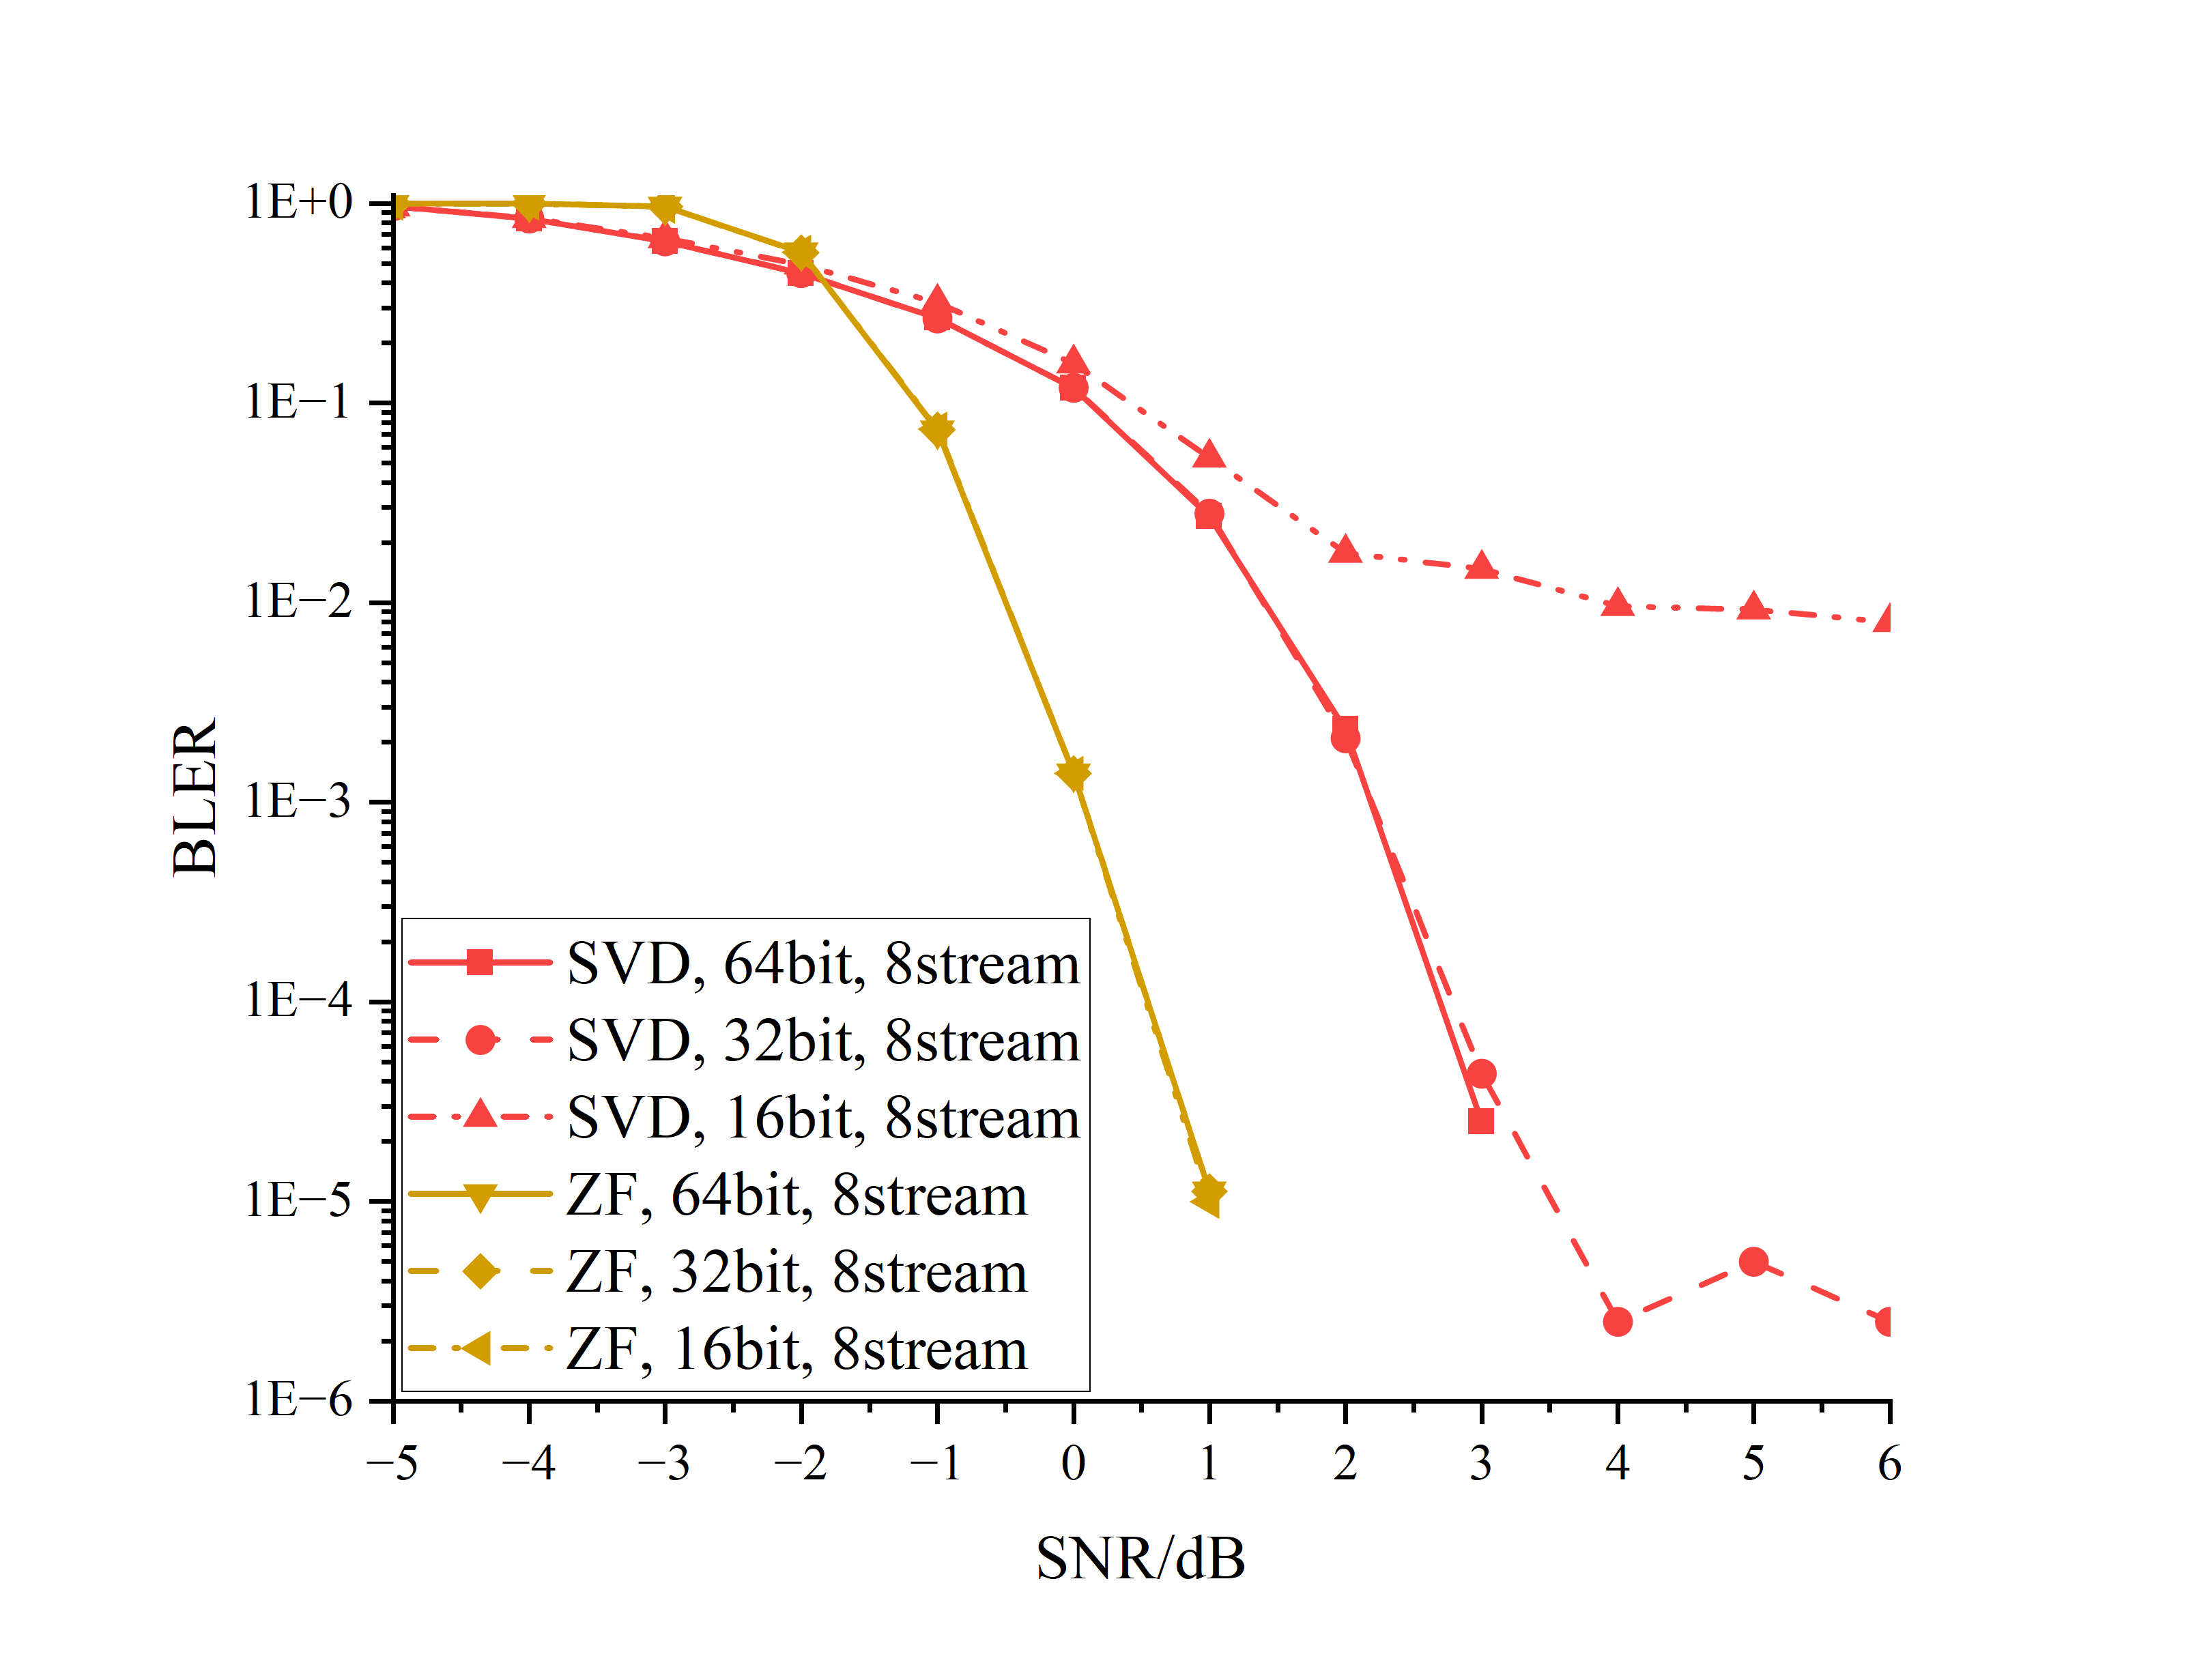 1E+0
1E−1
1E−2
1E−3
1E−4
1E−5
1E−6
BLER
SVD, 64bit, 8stream
SVD, 32bit, 8stream
SVD, 16bit, 8stream
ZF, 64bit, 8stream
ZF, 32bit, 8stream
ZF, 16bit, 8stream
−5 −4 −3 −2 −1 0 1 2 3 4 5 6
SNR/dB